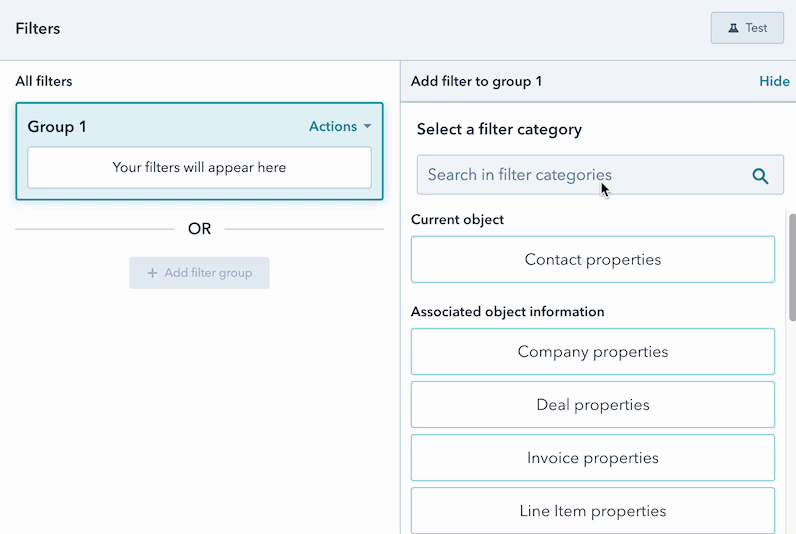 Filters
Test
All filters
Group 1
Actions
Your filters will appear here
OR
+ Add filter group
Add filter to group 1
Hide
Select a filter category
Search in filter categories
Current object
Contact properties
Associated object information
Company properties
Deal properties
Invoice properties
Line Item properties